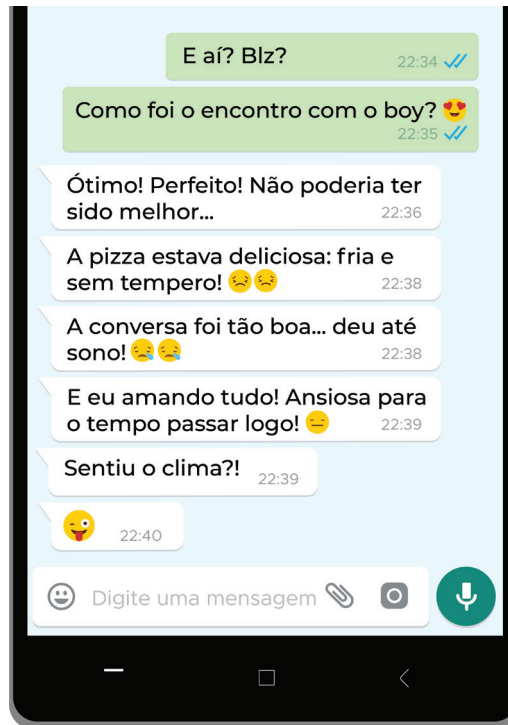 E aí? Blz?
22:34
Como foi o encontro com o boy? 😍
22:35
Ótimo! Perfeito! Não poderia ter
sido melhor...
22:36
A pizza estava deliciosa: fria e
sem tempero! 😣😣
22:38
A conversa foi tão boa... deu até
sono! 😪😪
22:38
E eu amando tudo! Ansiosa para
o tempo passar logo! 😑
22:39
Sentiu o clima?!
22:39
😜
22:40
Digite uma mensagem